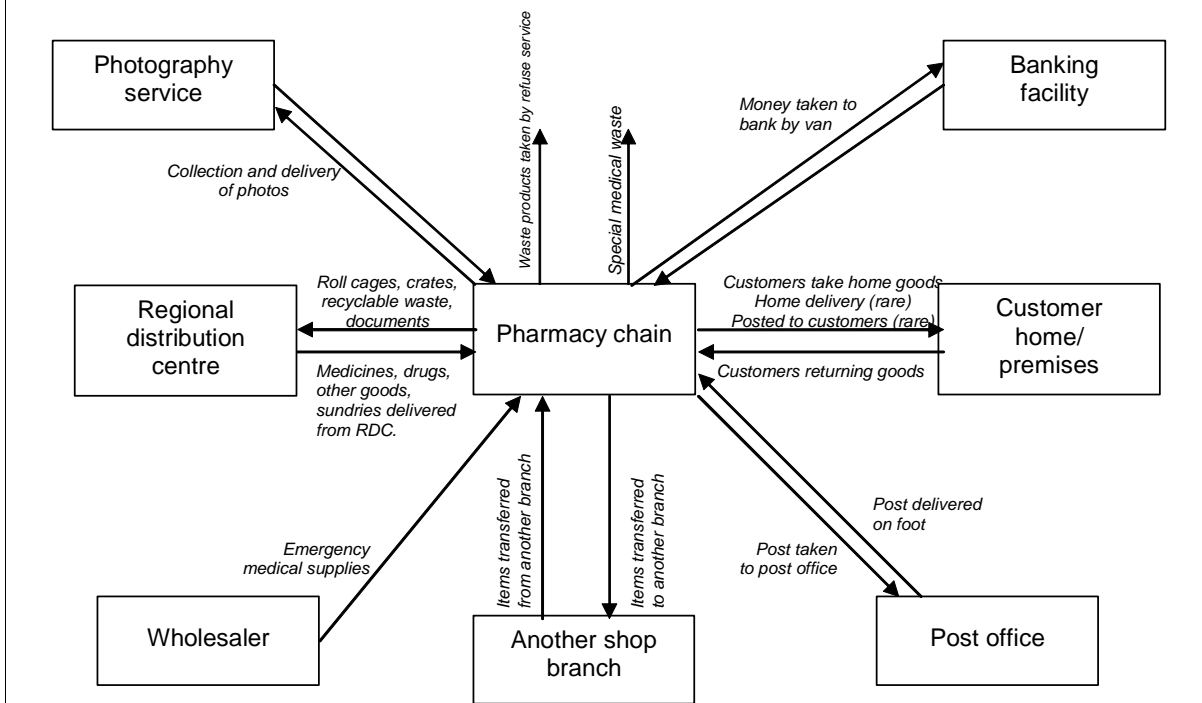 Photography
service
Waste products taken by refuse service
Special medical waste
Money taken to
bank by van
Banking
facility
Collection and delivery
of photos
Regional
distribution
centre
Roll cages, crates,
recyclable waste,
documents
Medicines, drugs,
other goods,
sundries delivered
from RDC.
Pharmacy chain
Customers take home goods
Home delivery (rare)
Posted to customers (rare)
Customers returning goods
Customer
home/
premises
Emergency
medical supplies
Items transferred
from another branch
Items transferred
to another branch
Post taken
to post office
Post delivered
on foot
Wholesaler
Another shop
branch
Post office